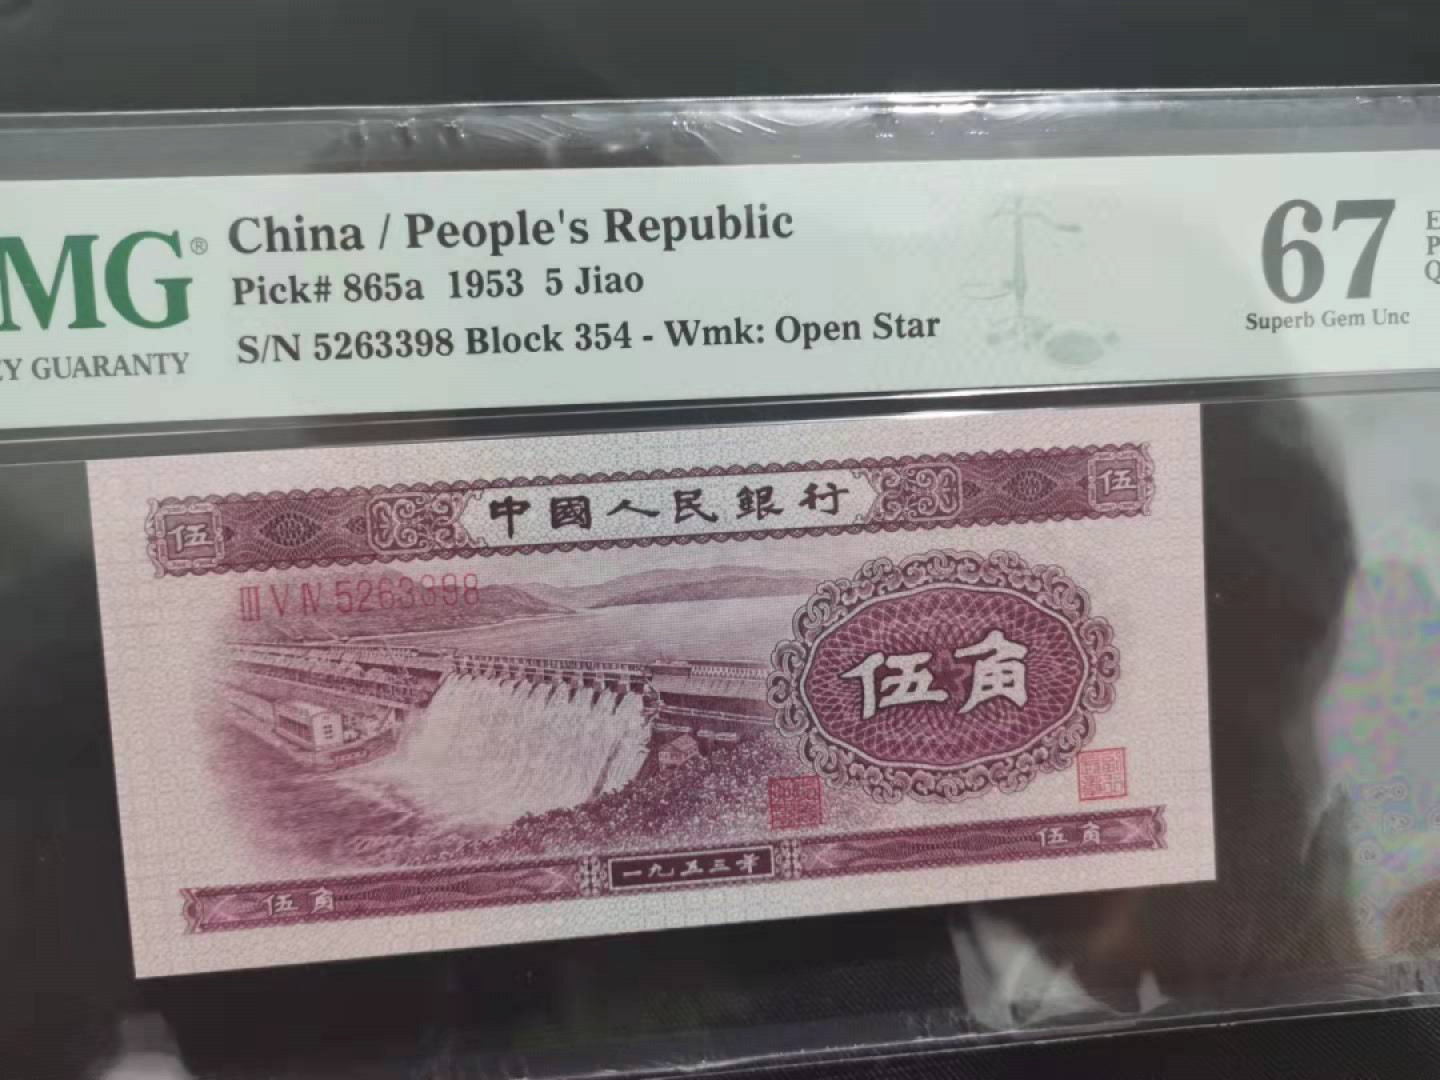 China / People's Republic
MG®
Pick# 865a 1953 5 Jiao
67
E
P
Q
S/N 5263398 Block 354 - Wmk: Open Star
Superb Gem Unc
EY GUARANTY
伍
中國人民銀行
伍
III V IV 5263398
伍角
伍角
一九五三年
伍角